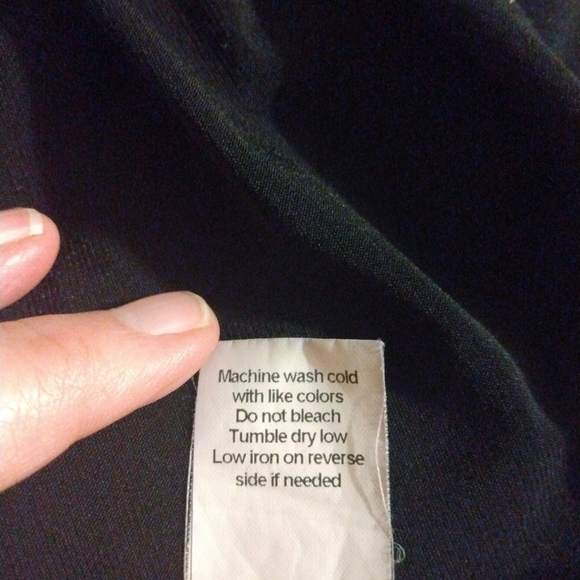 Machine wash cold
with like colors
Do not bleach
Tumble dry low
Low iron on reverse
side if needed